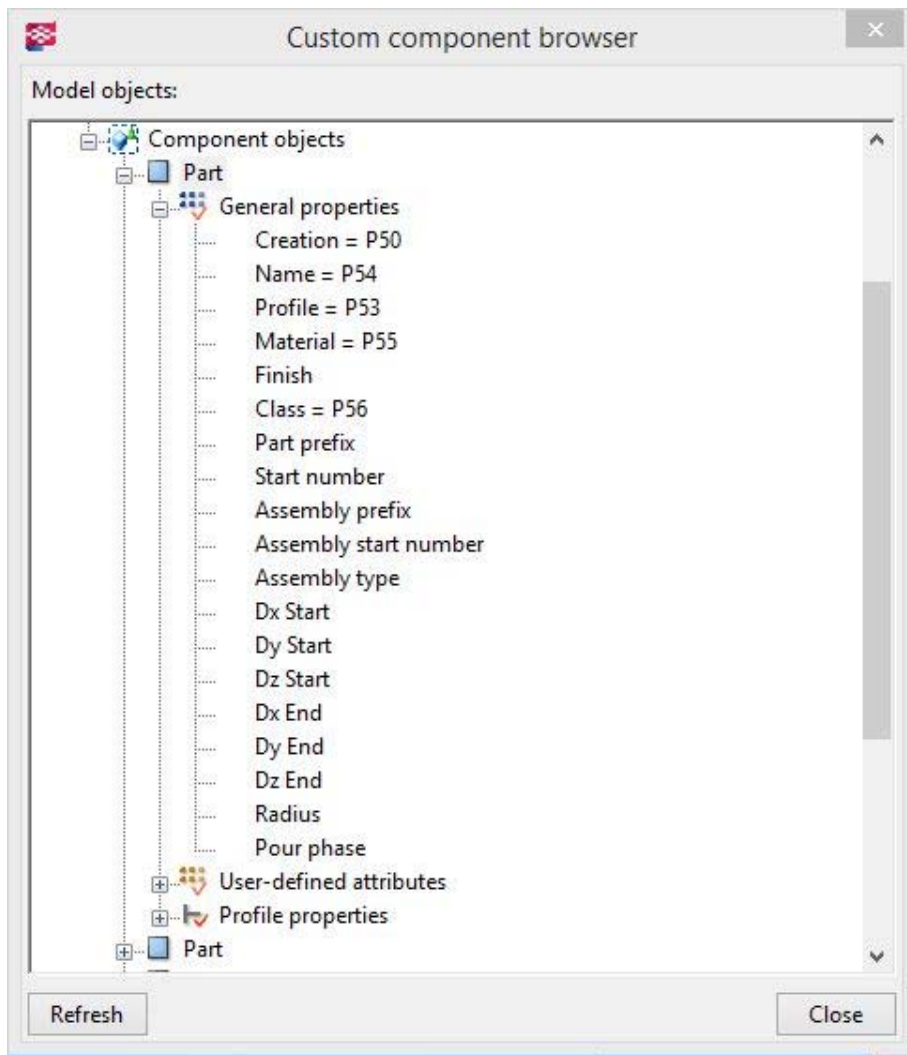 Custom component browser
Model objects:
Component objects
Part
General properties
Creation = P50
Name = P54
Profile = P53
Material = P55
Finish
Class = P56
Part prefix
Start number
Assembly prefix
Assembly start number
Assembly type
Dx Start
Dy Start
Dz Start
Dx End
Dy End
Dz End
Radius
Pour phase
User-defined attributes
Profile properties
Part
Refresh Close